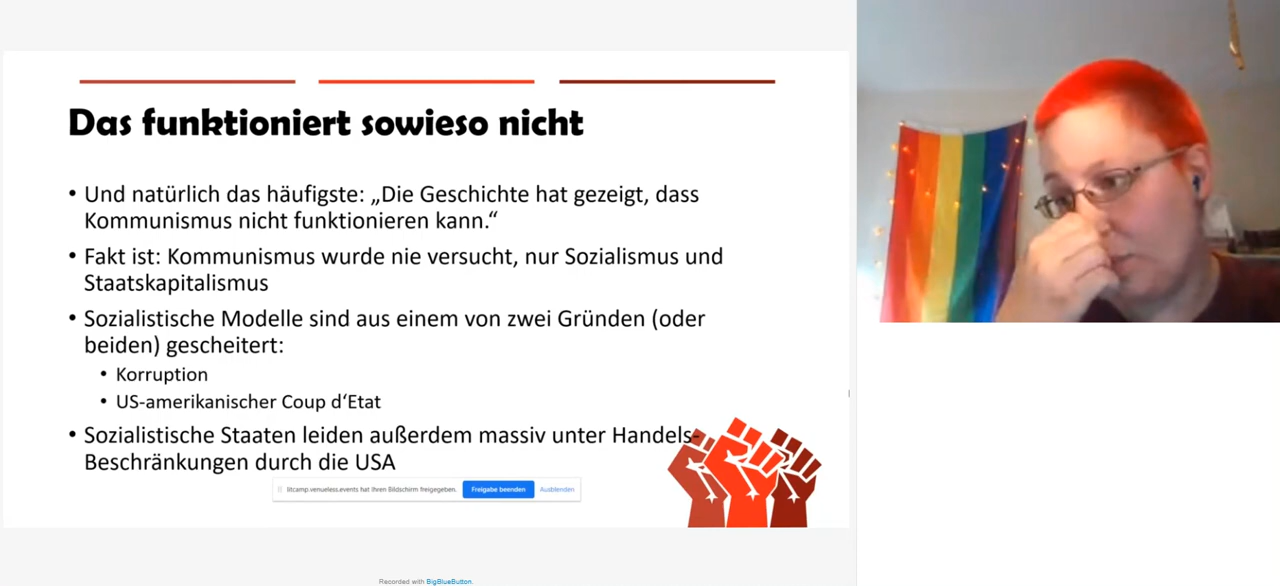 Das funktioniert sowieso nicht
• Und natürlich das häufigste: „Die Geschichte hat gezeigt, dass
Kommunismus nicht funktionieren kann.“
• Fakt ist: Kommunismus wurde nie versucht, nur Sozialismus und
Staatskapitalismus
• Sozialistische Modelle sind aus einem von zwei Gründen (oder
beiden) gescheitert:
• Korruption
• US-amerikanischer Coup d‘Etat
• Sozialistische Staaten leiden außerdem massiv unter Handels-
Beschränkungen durch die USA
litcamp.venueless.events hat Ihren Bildschirm freigegeben. Freigabe beenden Ausblenden
Recorded with BigBlueButton.